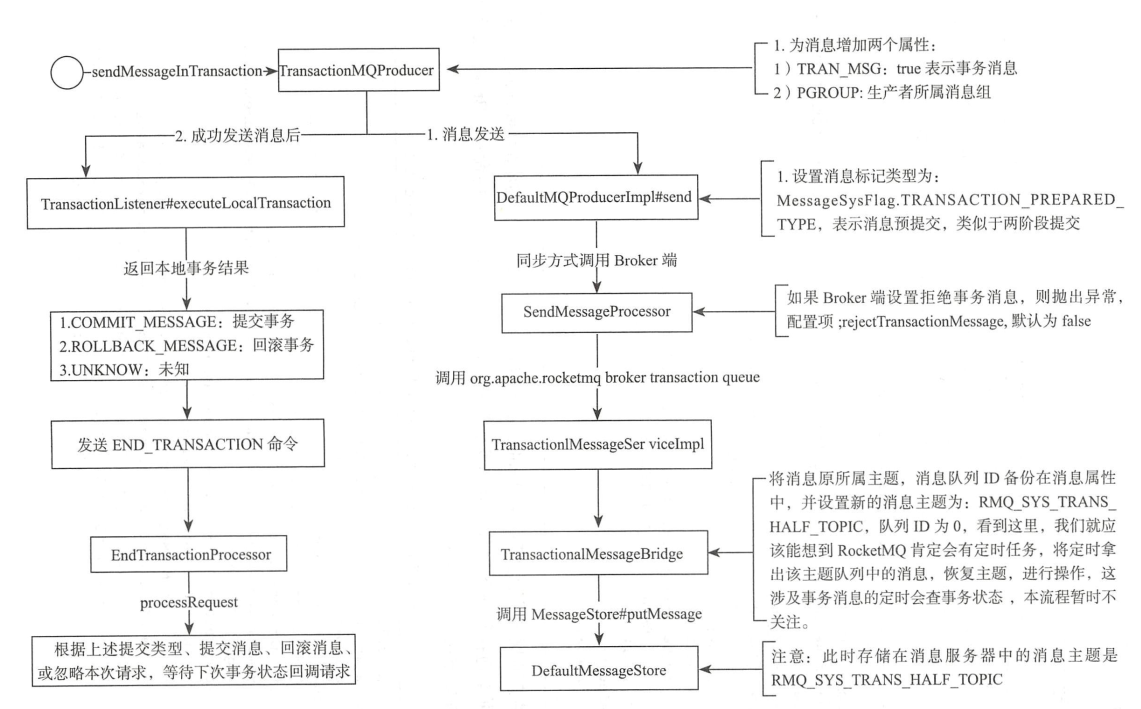 sendMessageInTransaction
TransactionMQProducer
1. 为消息增加两个属：
1）TRAN_MSG：true 表示事务消息
2）PGROUP: 生产者所属消息组
2. 成功发送消息后
1. 消息发送
TransactionListener#executeLocalTransaction
返回本地事务结果
1.COMMIT_MESSAGE：提交事务
2.ROLLBACK_MESSAGE：回滚事务
3.UNKNOW：未知
发送 END_TRANSACTION 命令
EndTransactionProcessor
processRequest
根据上述提交类型、提交消息、回滚消息、
或忽略本次请求，等待下次事务状态回调请求
DefaultMQProducerImpl#send
1. 设置消息标记类型为：
MessageSysFlag.TRANSACTION_PREPARED_
TYPE，表示消息预提交，类似于两阶段提交
同步方式调用 Broker 端
SendMessageProcessor
如果 Broker 端设置拒绝事务消息，则抛出异常，
配置项 ;rejectTransactionMessage, 默认为 false
调用 org.apache.rocketmq broker transaction queue
TransactionlMessageSer viceImpl
TransactionalMessageBridge
将消息原所属主题，消息队列 ID 备份在消息属性
中，并设置新的消息主题为：RMQ_SYS_TRANS_
HALF_TOPIC，队列 ID 为 0，看到这里，我们就应
该能想到 RocketMQ 肯定会有定时任务，将定时拿
出该主题队列中的消息，恢复主题，进行操作，这
涉及事务消息的定时会查事务状态 ，本流程暂时不
关注。
调用 MessageStore#putMessage
DefaultMessageStore
注意：此时存储在消息服务器中的消息主题是
RMQ_SYS_TRANS_HALF_TOPIC